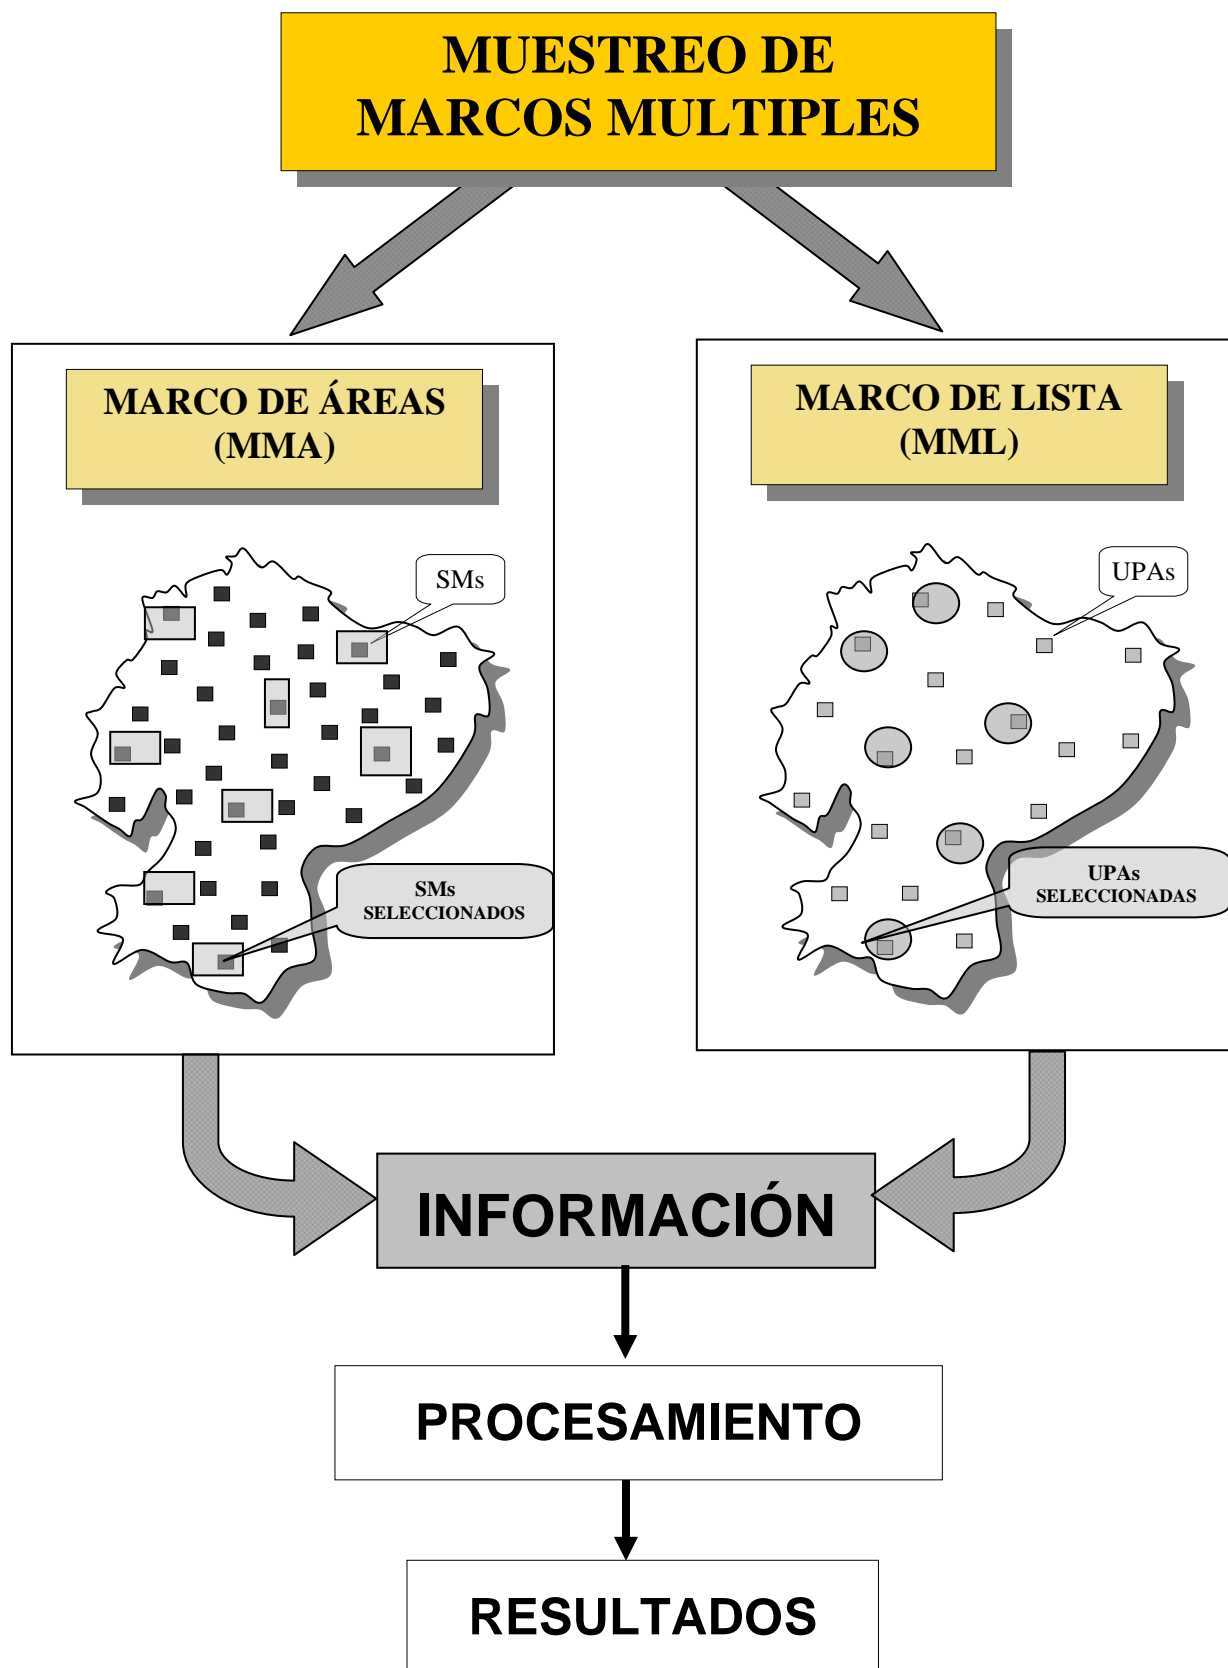 MUESTREO DE
MARCOS MULTIPLES
MARCO DE ÁREAS
(MMA)
SMs
SMs
SELECCIONADOS
MARCO DE LISTA
(MML)
UPAs
UPAs
SELECCIONADAS
INFORMACIÓN
PROCESAMIENTO
RESULTADOS